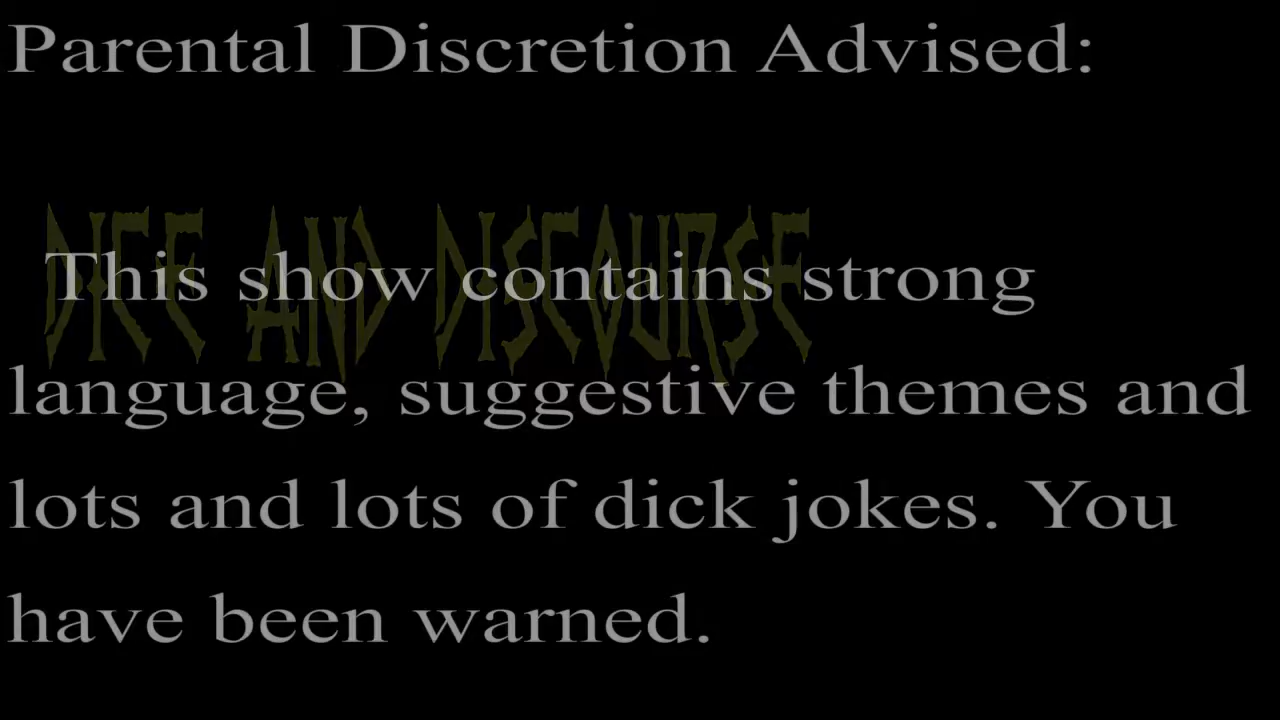 Parental Discretion Advised:
DICE AND DISCOURSE
This show contains strong
language, suggestive themes and
lots and lots of dick jokes. You
have been warned.